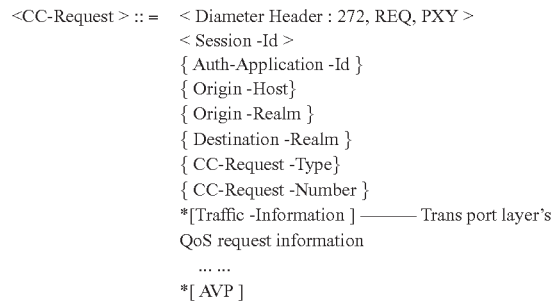 <CC-Request > :: = < Diameter Header : 272, REQ, PXY >
< Session -Id >
{ Auth-Application -Id }
{ Origin -Host}
{ Origin -Realm }
{ Destination -Realm }
{ CC-Request -Type}
{ CC-Request -Number }
*[Traffic -Information ] ——— Trans port layer’s
QoS request information
... ...
*[ AVP ]